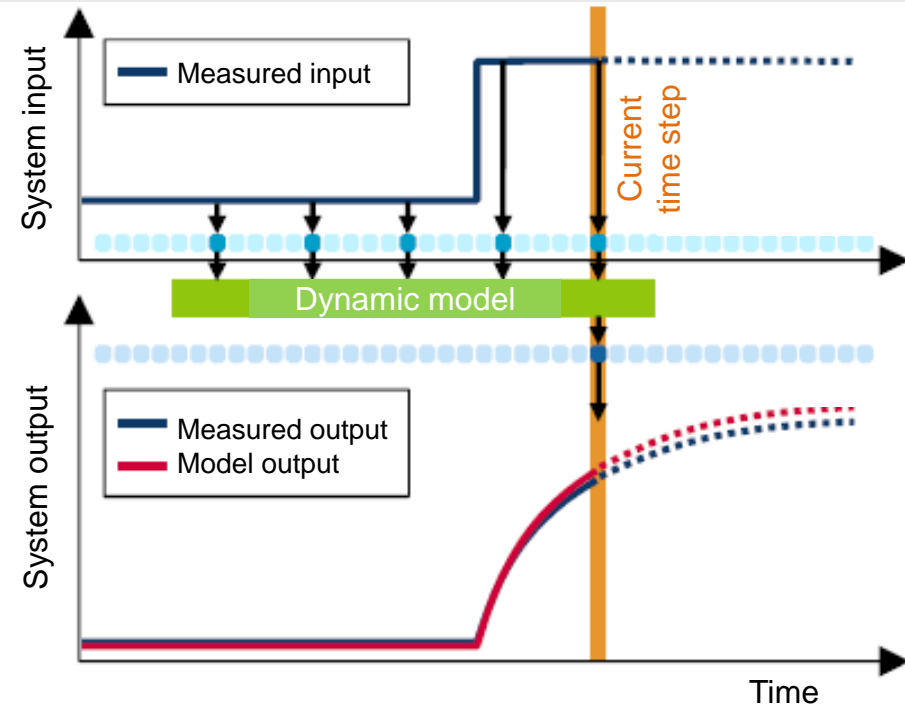 System input
Measured input
Current
time step
Dynamic model
System output
Measured output
Model output
Time